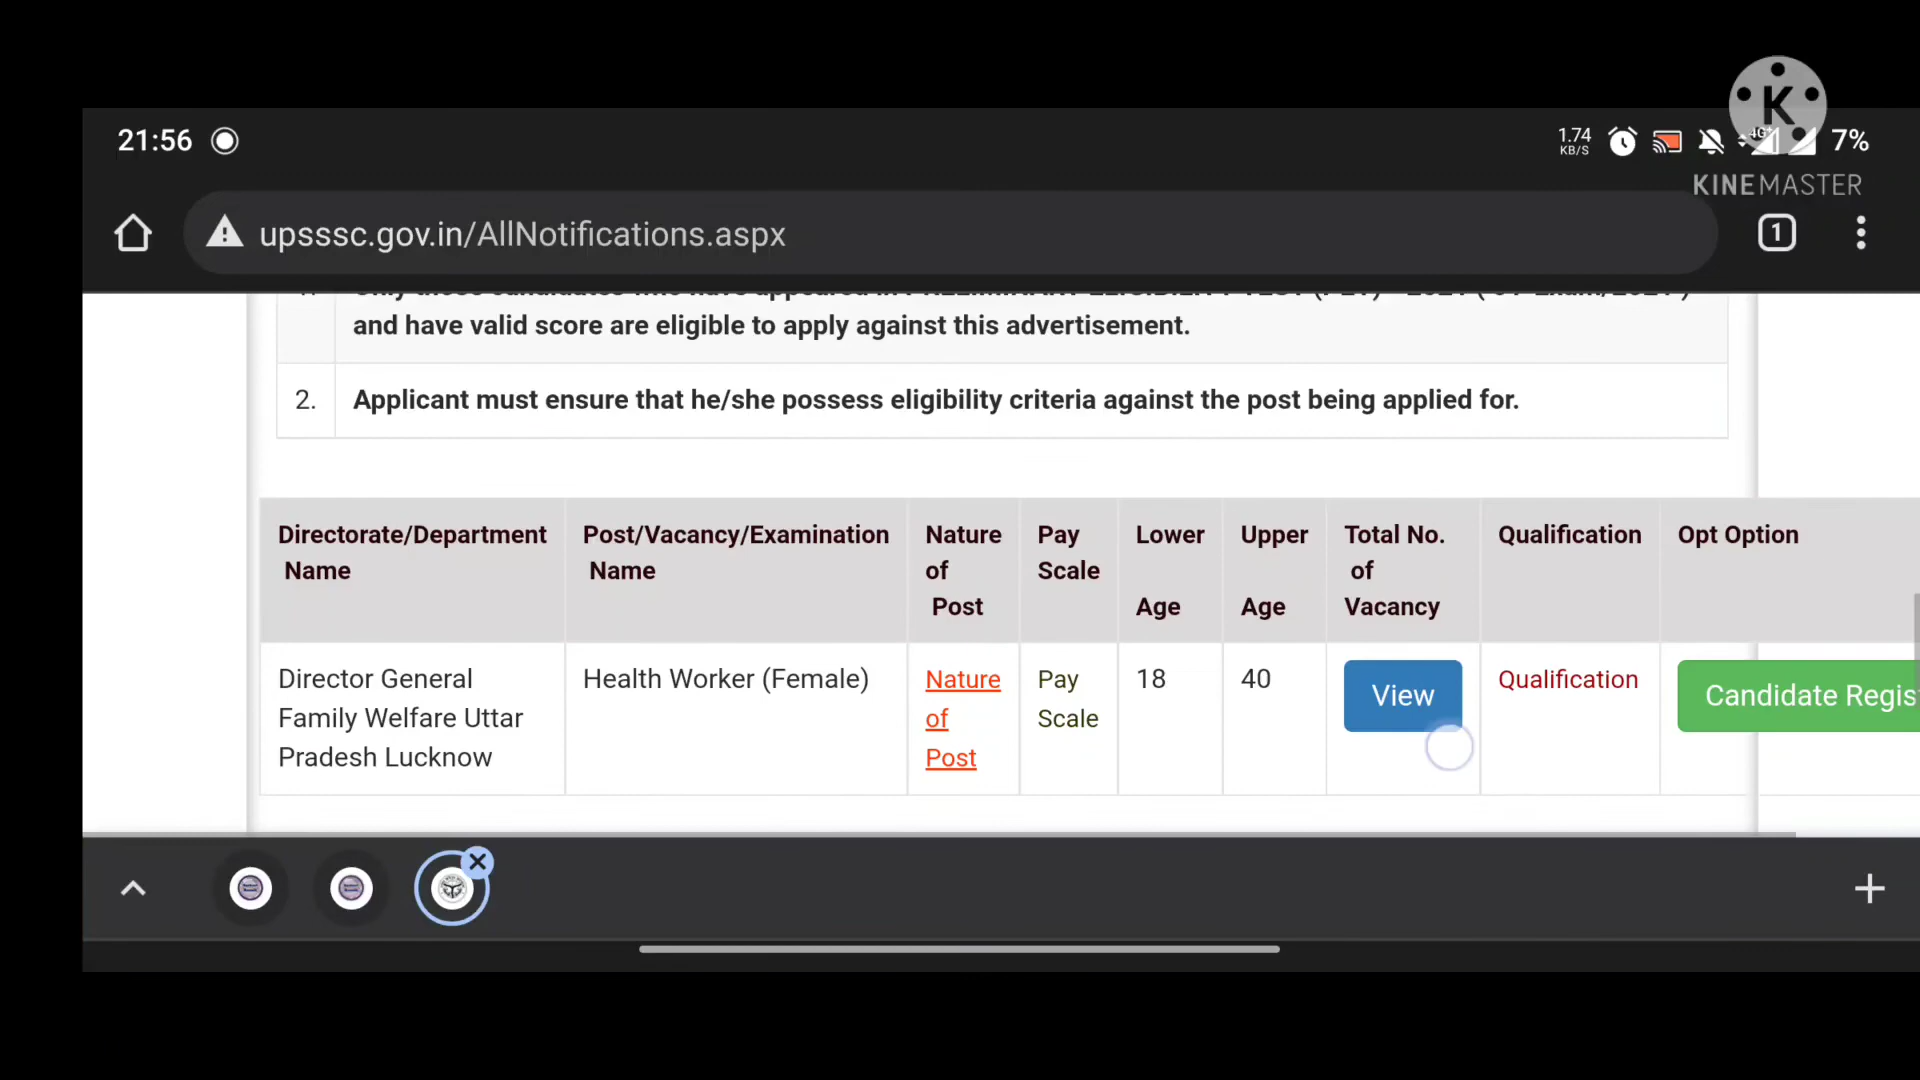 21:56
1.74
KB/S
4G+
7%
K
KINEMASTER
upsssc.gov.in/AllNotifications.aspx
1
and have valid score are eligible to apply against this advertisement.
2. Applicant must ensure that he/she possess eligibility criteria against the post being applied for.
Directorate/Department Name
Post/Vacancy/Examination Name
Nature of Post
Pay Scale
Lower Age
Upper Age
Total No. of Vacancy
Qualification
Opt Option
Director General
Family Welfare Uttar
Pradesh Lucknow
Health Worker (Female)
Nature of Post
Pay Scale
18
40
View
Qualification
Candidate Regis